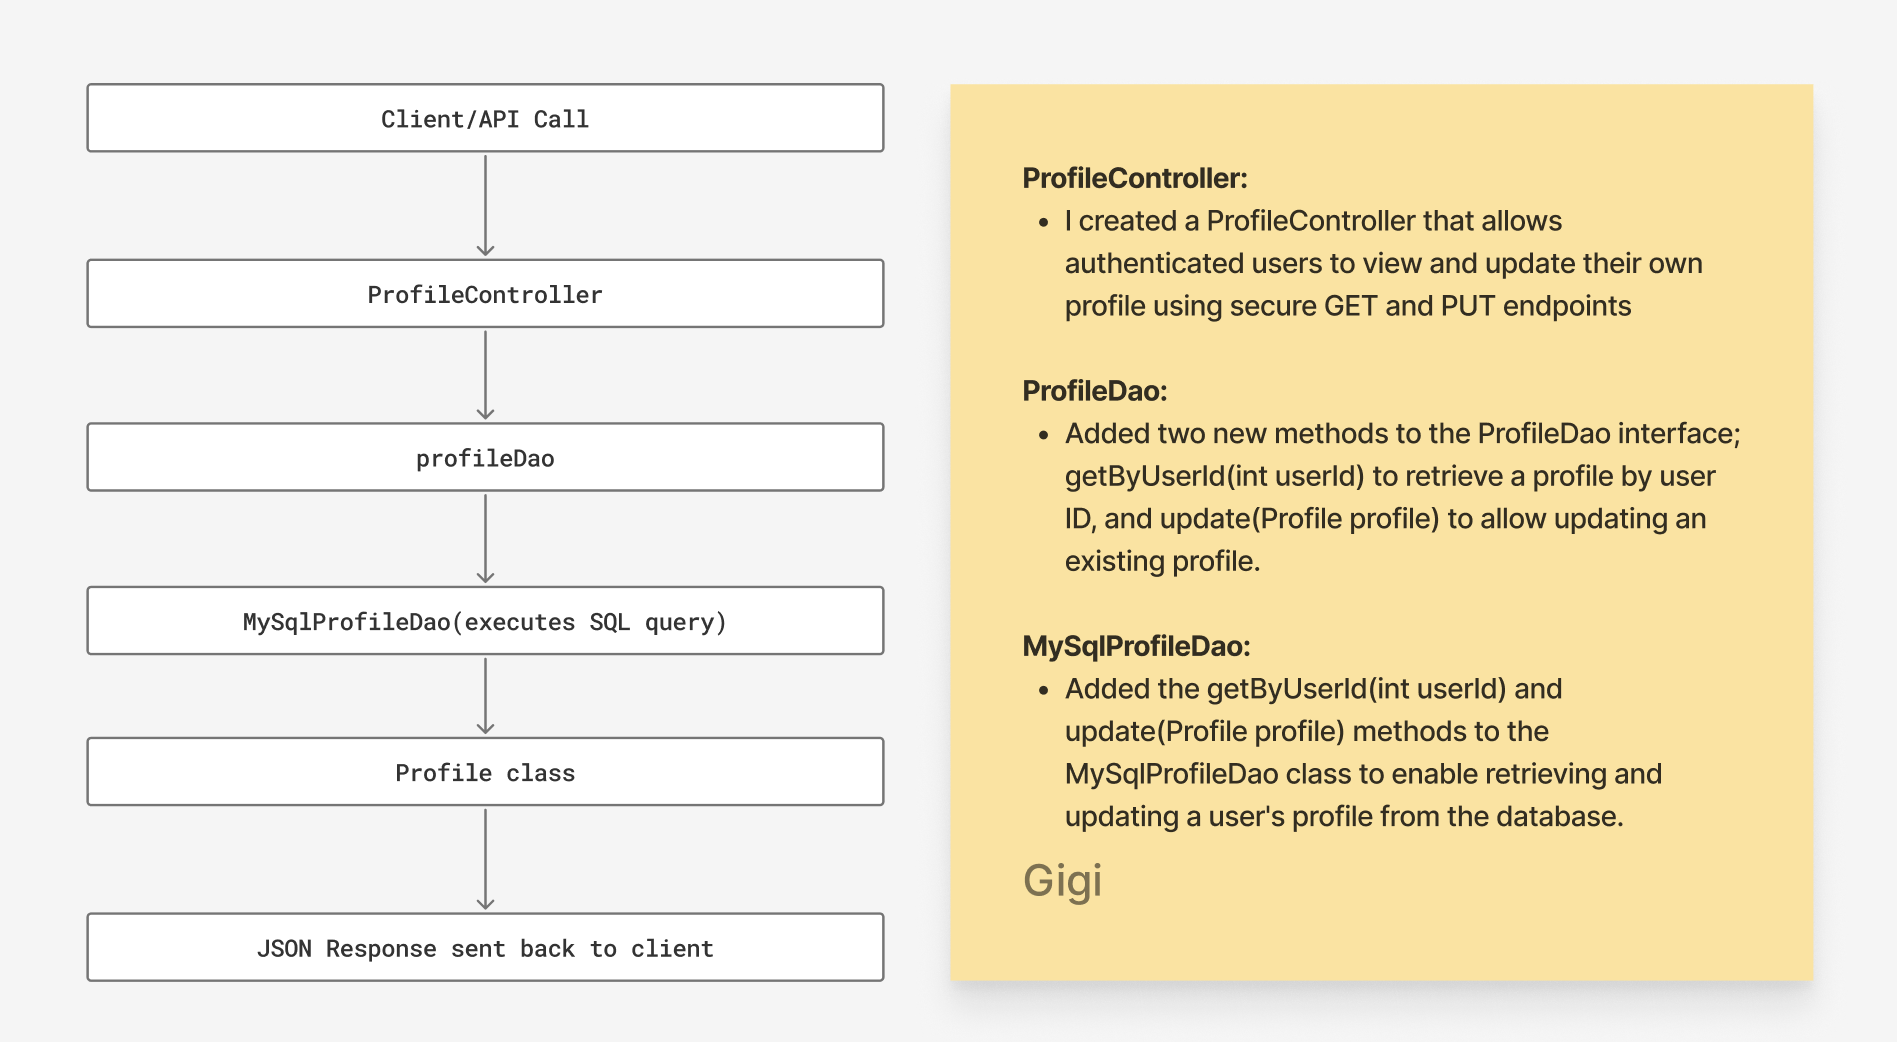 Client/API Call
ProfileController
profileDao
MySqlProfileDao(executes SQL query)
Profile class
JSON Response sent back to client
ProfileController:
• I created a ProfileController that allows
authenticated users to view and update their own
profile using secure GET and PUT endpoints
ProfileDao:
• Added two new methods to the ProfileDao interface;
getByUserId(int userId) to retrieve a profile by user
ID, and update(Profile profile) to allow updating an
existing profile.
MySqlProfileDao:
• Added the getByUserId(int userId) and
update(Profile profile) methods to the
MySqlProfileDao class to enable retrieving and
updating a user's profile from the database.
Gigi